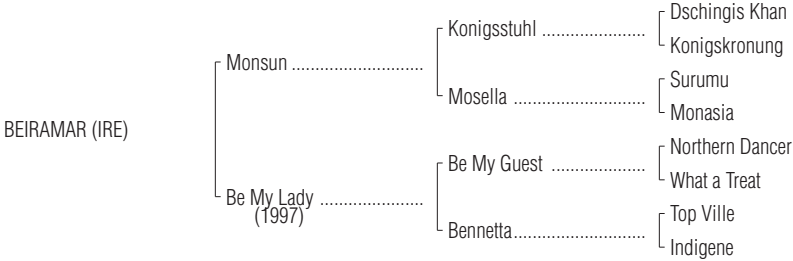 Dschingis Khan
Konigsstuhl ......................
Konigskronung
Monsun ............................
Surumu
Mosella ............................
Monasia
BEIRAMAR (IRE)
Northern Dancer
Be My Guest ....................
What a Treat
Be My Lady ......................
(1997)
Top Ville
Bennetta............................
Indigene